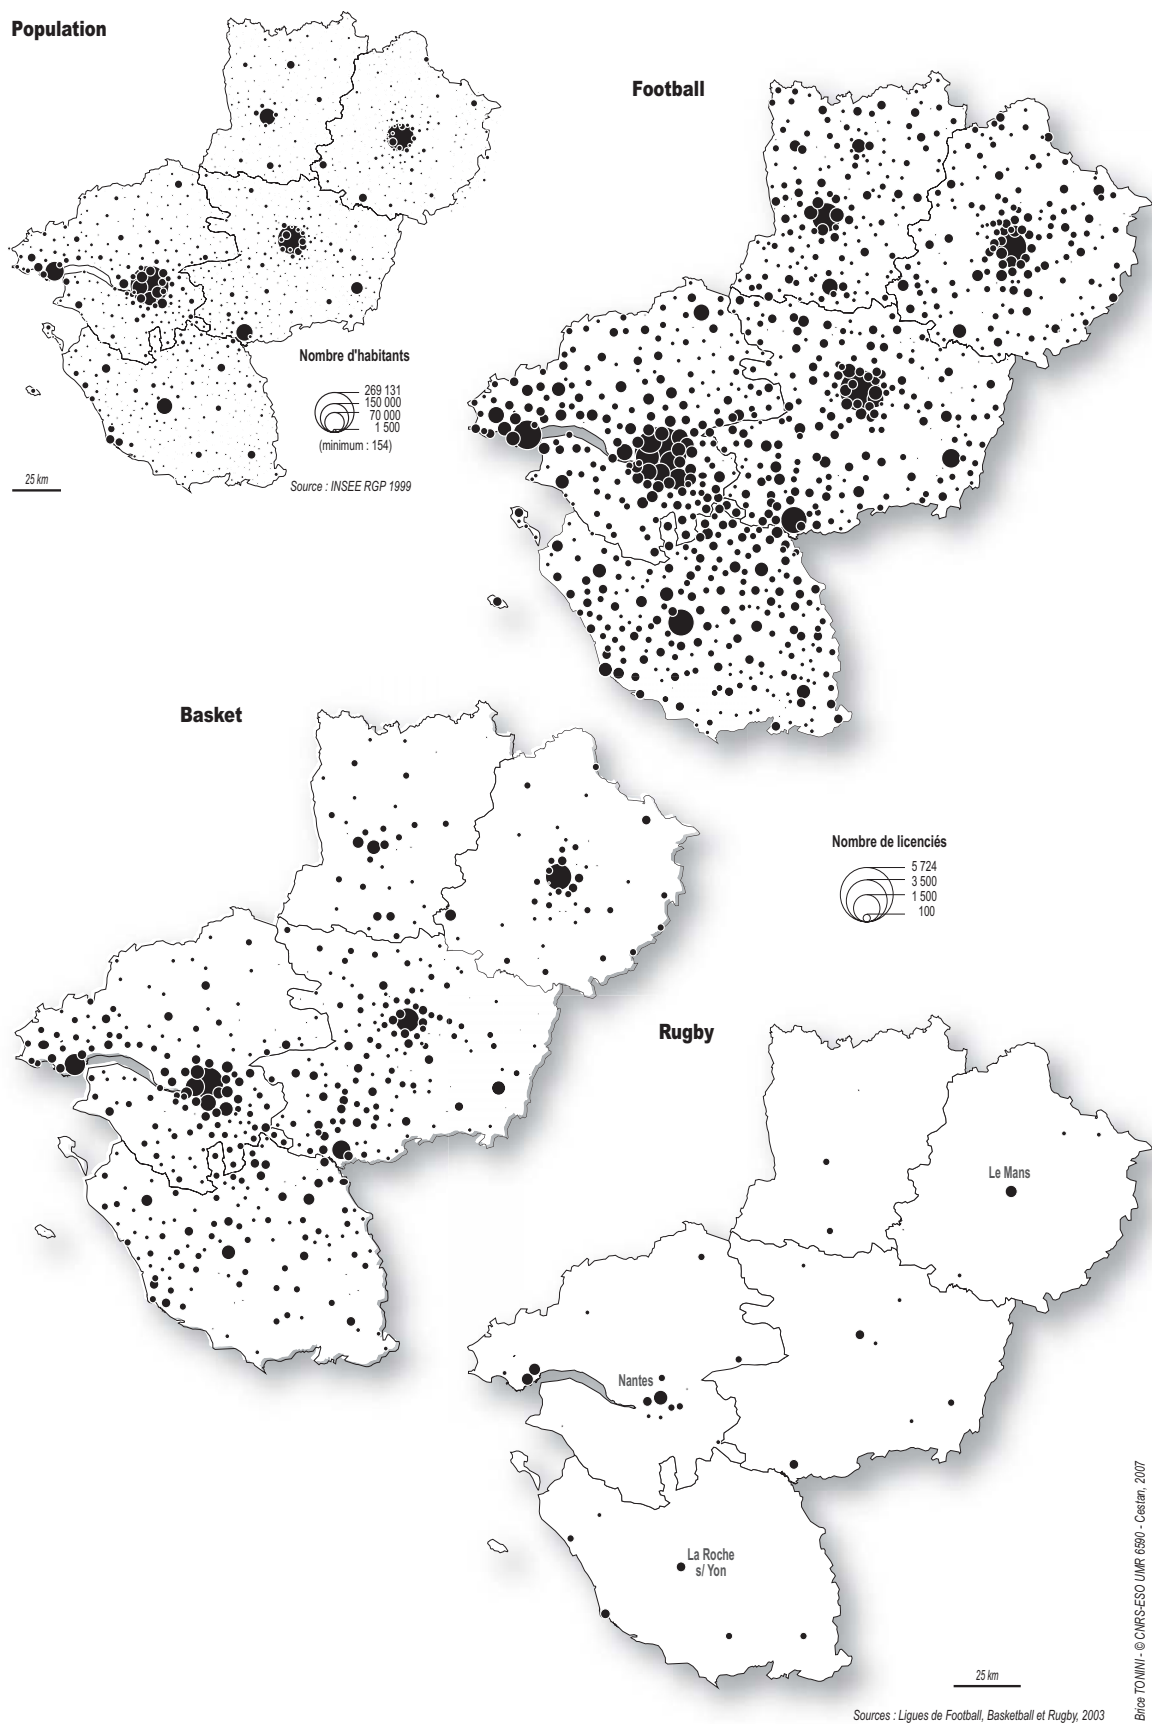 Population
Football
Nombre d'habitants
269 131
150 000
70 000
1 500
(minimum : 154)
25 km
Source : INSEE RGP 1999
Basket
Nombre de licenciés
5 724
3 500
1 500
100
Rugby
Le Mans
Nantes
La Roche
s/ Yon
25 km
Sources : Ligues de Football, Basketball et Rugby, 2003
Brice TONINI - © CNRS-ESO UMR 6590 - Cestan, 2007